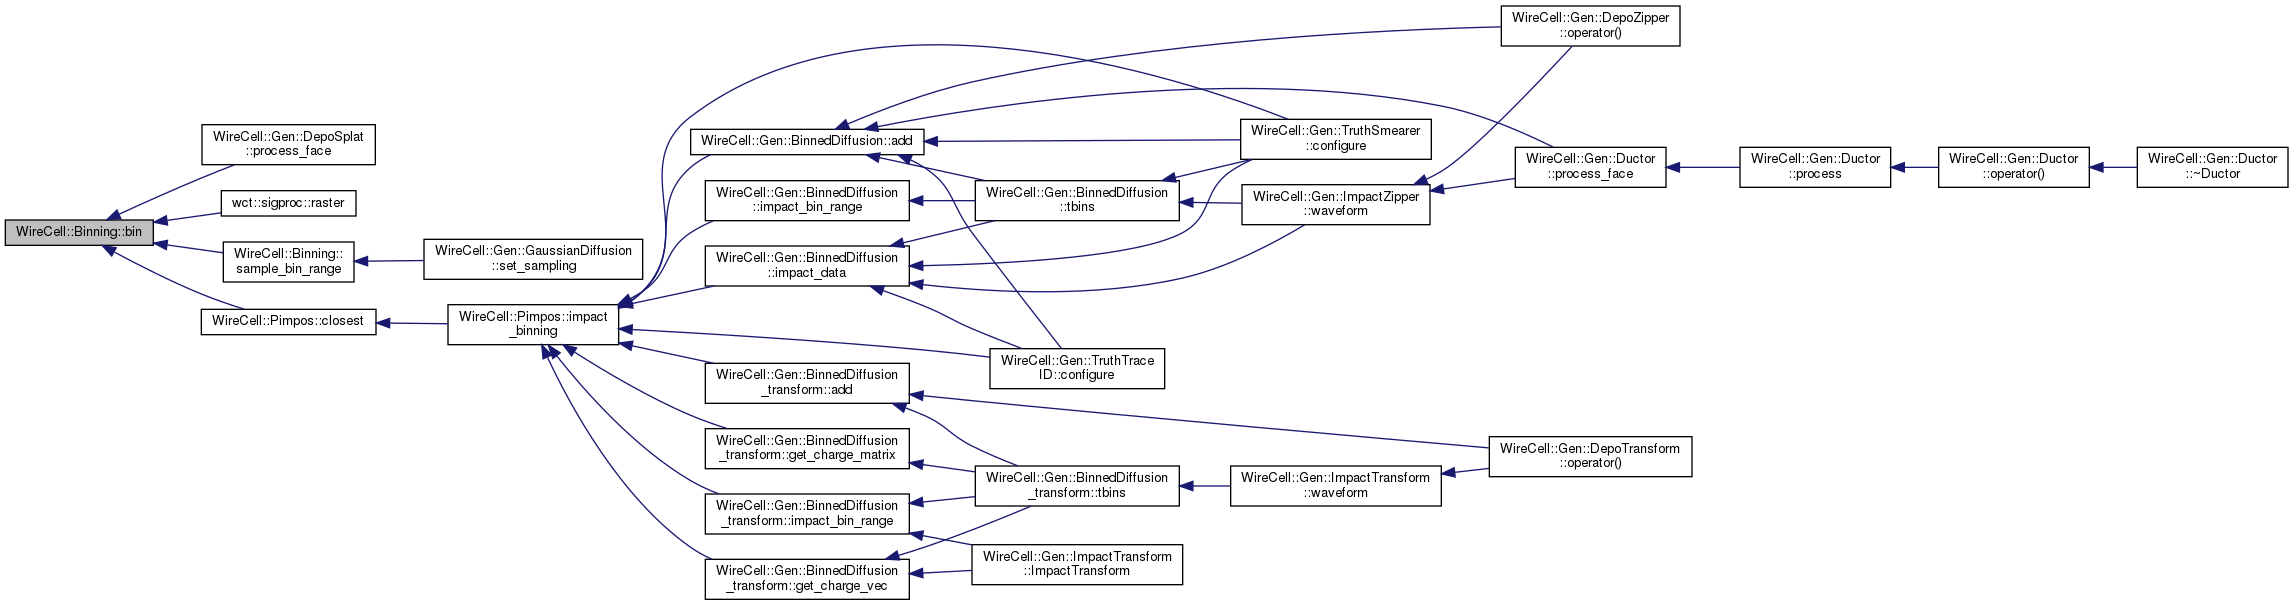 WireCell::Binning::bin
WireCell::Gen::DepoSplat
::process_face
wct::sigproc::raster
WireCell::Binning::
sample_bin_range
WireCell::Pimpos::closest
WireCell::Gen::GaussianDiffusion
::set_sampling
WireCell::Pimpos::impact
_binning
WireCell::Gen::BinnedDiffusion::add
WireCell::Gen::BinnedDiffusion
::impact_bin_range
WireCell::Gen::BinnedDiffusion
::impact_data
WireCell::Gen::BinnedDiffusion
_transform::add
WireCell::Gen::BinnedDiffusion
_transform::get_charge_matrix
WireCell::Gen::BinnedDiffusion
_transform::impact_bin_range
WireCell::Gen::BinnedDiffusion
_transform::get_charge_vec
WireCell::Gen::BinnedDiffusion
::tbins
WireCell::Gen::TruthTrace
ID::configure
WireCell::Gen::BinnedDiffusion
_transform::tbins
WireCell::Gen::ImpactTransform
::ImpactTransform
WireCell::Gen::TruthSmearer
::configure
WireCell::Gen::ImpactZipper
::waveform
WireCell::Gen::ImpactTransform
::waveform
WireCell::Gen::DepoZipper
::operator()
WireCell::Gen::Ductor
::process_face
WireCell::Gen::DepoTransform
::operator()
WireCell::Gen::Ductor
::process
WireCell::Gen::Ductor
::operator()
WireCell::Gen::Ductor
::~Ductor